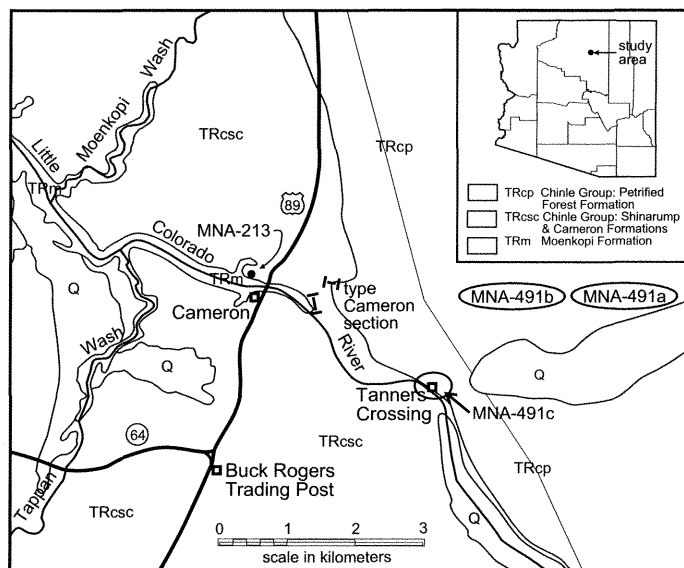 Moenkopi Wash
TRcsc
study
area
TRcp
TRcp Chinle Group: Petrified
Forest Formation
TRcsc Chinle Group: Shinarump
& Cameron Formations
TRm Moenkopi Formation
Little Colorado River
TRm
89
MNA-213
TRm
type
Cameron
section
MNA-491b
MNA-491a
Cameron
Q
Q
Q
Tanners
Crossing
MNA-491c
64
TRcsc
TRcp
Buck Rogers
Trading Post
Tappan Wash
TRcsc
Q
0 1 2 3
scale in kilometers